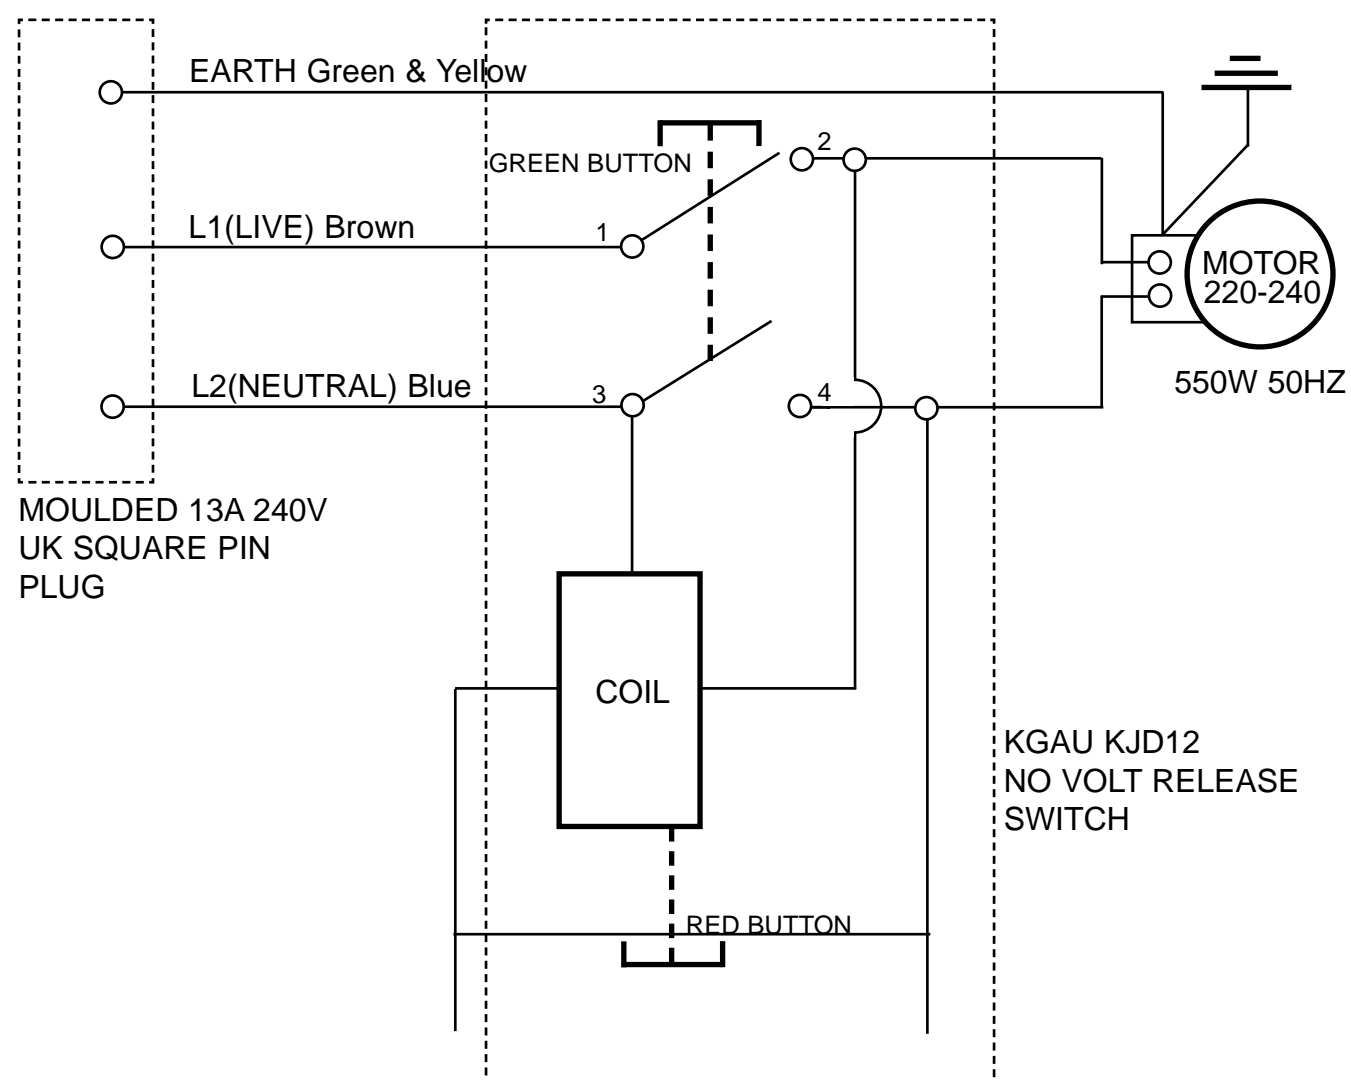 EARTH Green & Yellow
GREEN BUTTON
2
L1(LIVE) Brown
1
MOTOR
220-240
550W 50HZ
L2(NEUTRAL) Blue
3
4
MOULDED 13A 240V
UK SQUARE PIN
PLUG
COIL
KGAU KJD12
NO VOLT RELEASE
SWITCH
RED BUTTON